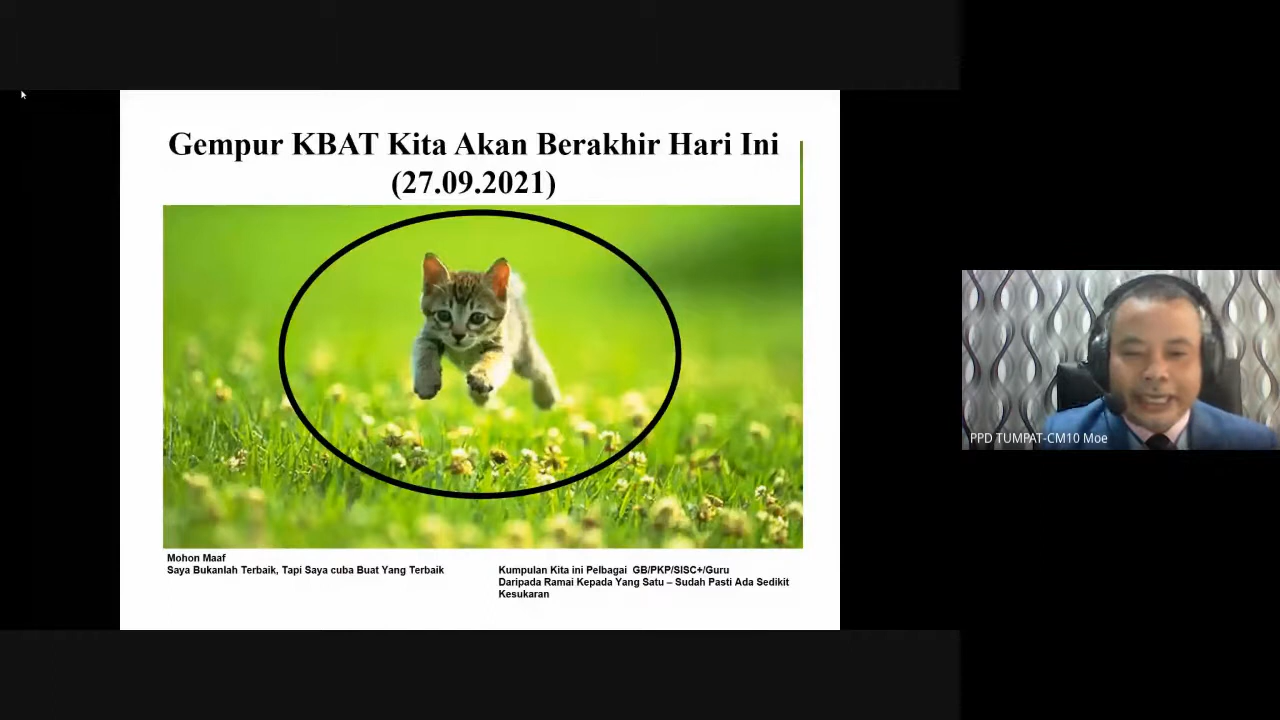 Gempur KBAT Kita Akan Berakhir Hari Ini
(27.09.2021)
Mohon Maaf
Saya Bukanlah Terbaik, Tapi Saya cuba Buat Yang Terbaik
Kumpulan Kita ini Pelbagai GB/PKP/SISC+/Guru
Daripada Ramai Kepada Yang Satu – Sudah Pasti Ada Sedikit
Kesukaran
PPD TUMPAT-CM10 Moe